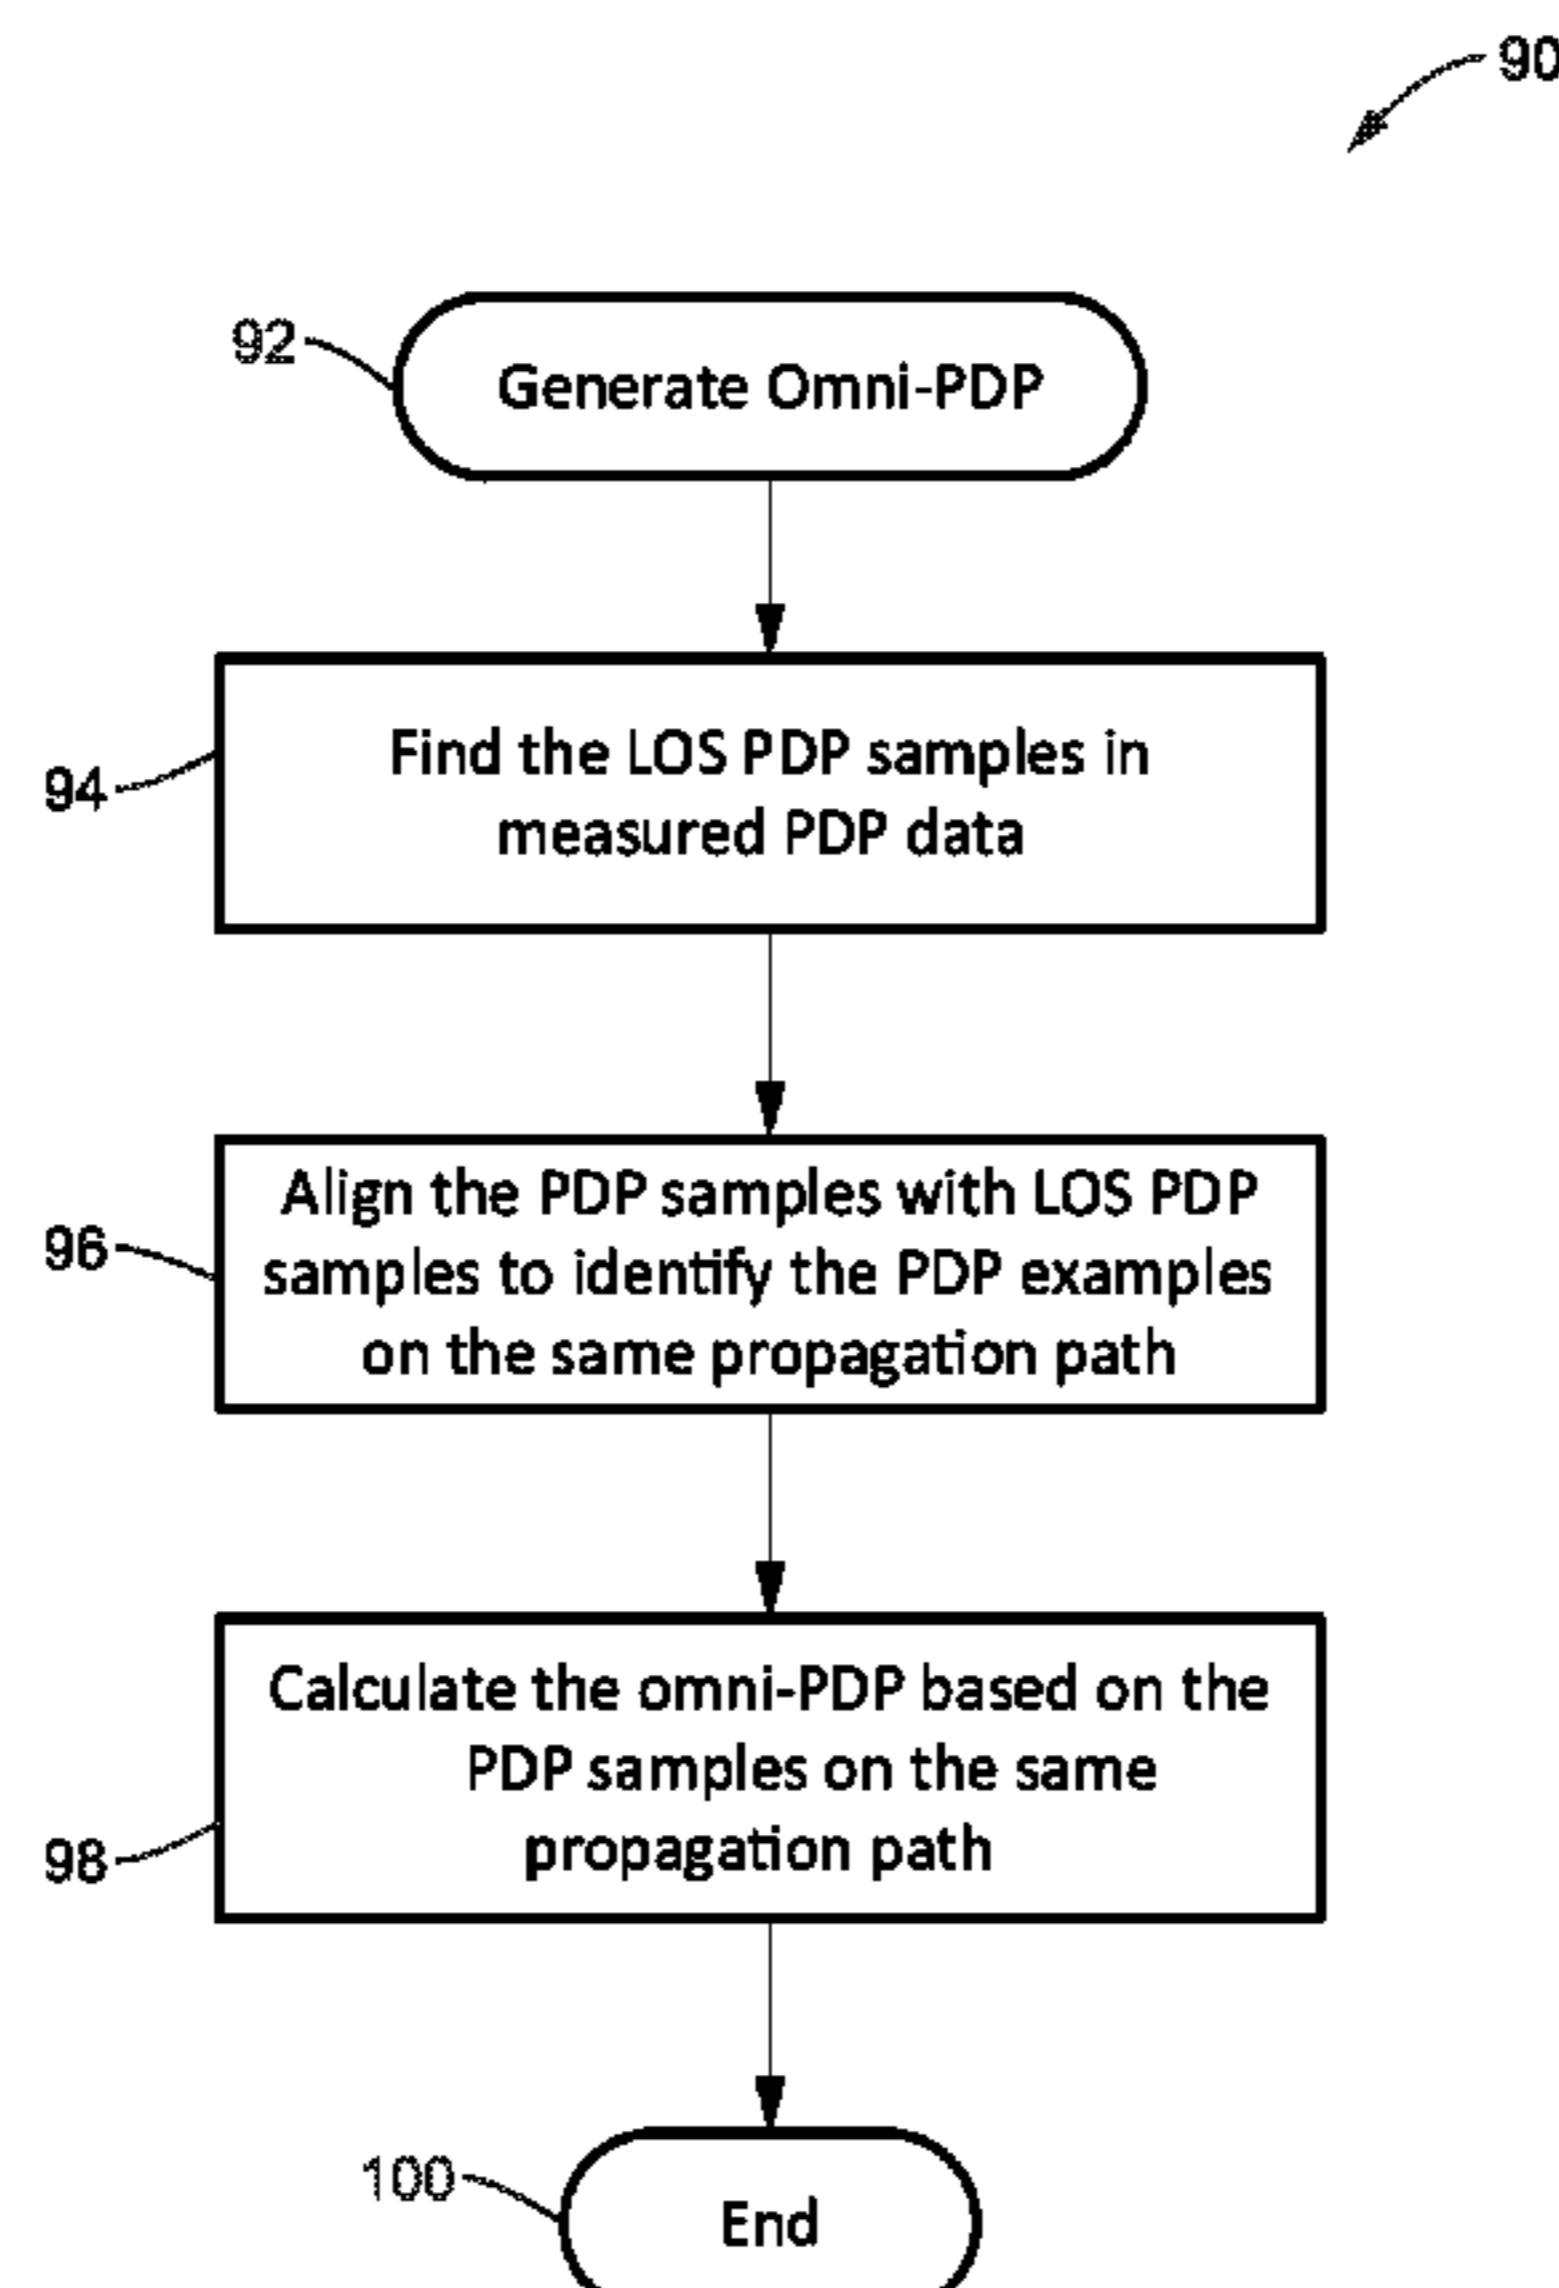 90
92
Generate Omni-PDP
94
Find the LOS PDP samples in
measured PDP data
96
Align the PDP samples with LOS PDP
samples to identify the PDP examples
on the same propagation path
98
Calculate the omni-PDP based on the
PDP samples on the same
propagation path
100
End